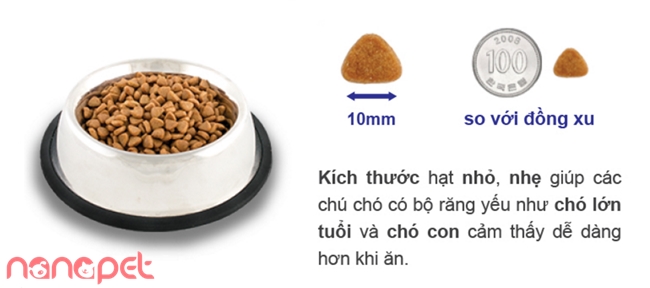 10mm
2008
100
so với đồng xu
Kích thước hạt nhỏ, nhẹ giúp các
chú chó có bộ răng yếu như chó lớn
tuổi và chó con cảm thấy dễ dàng
hơn khi ăn.
nanapet